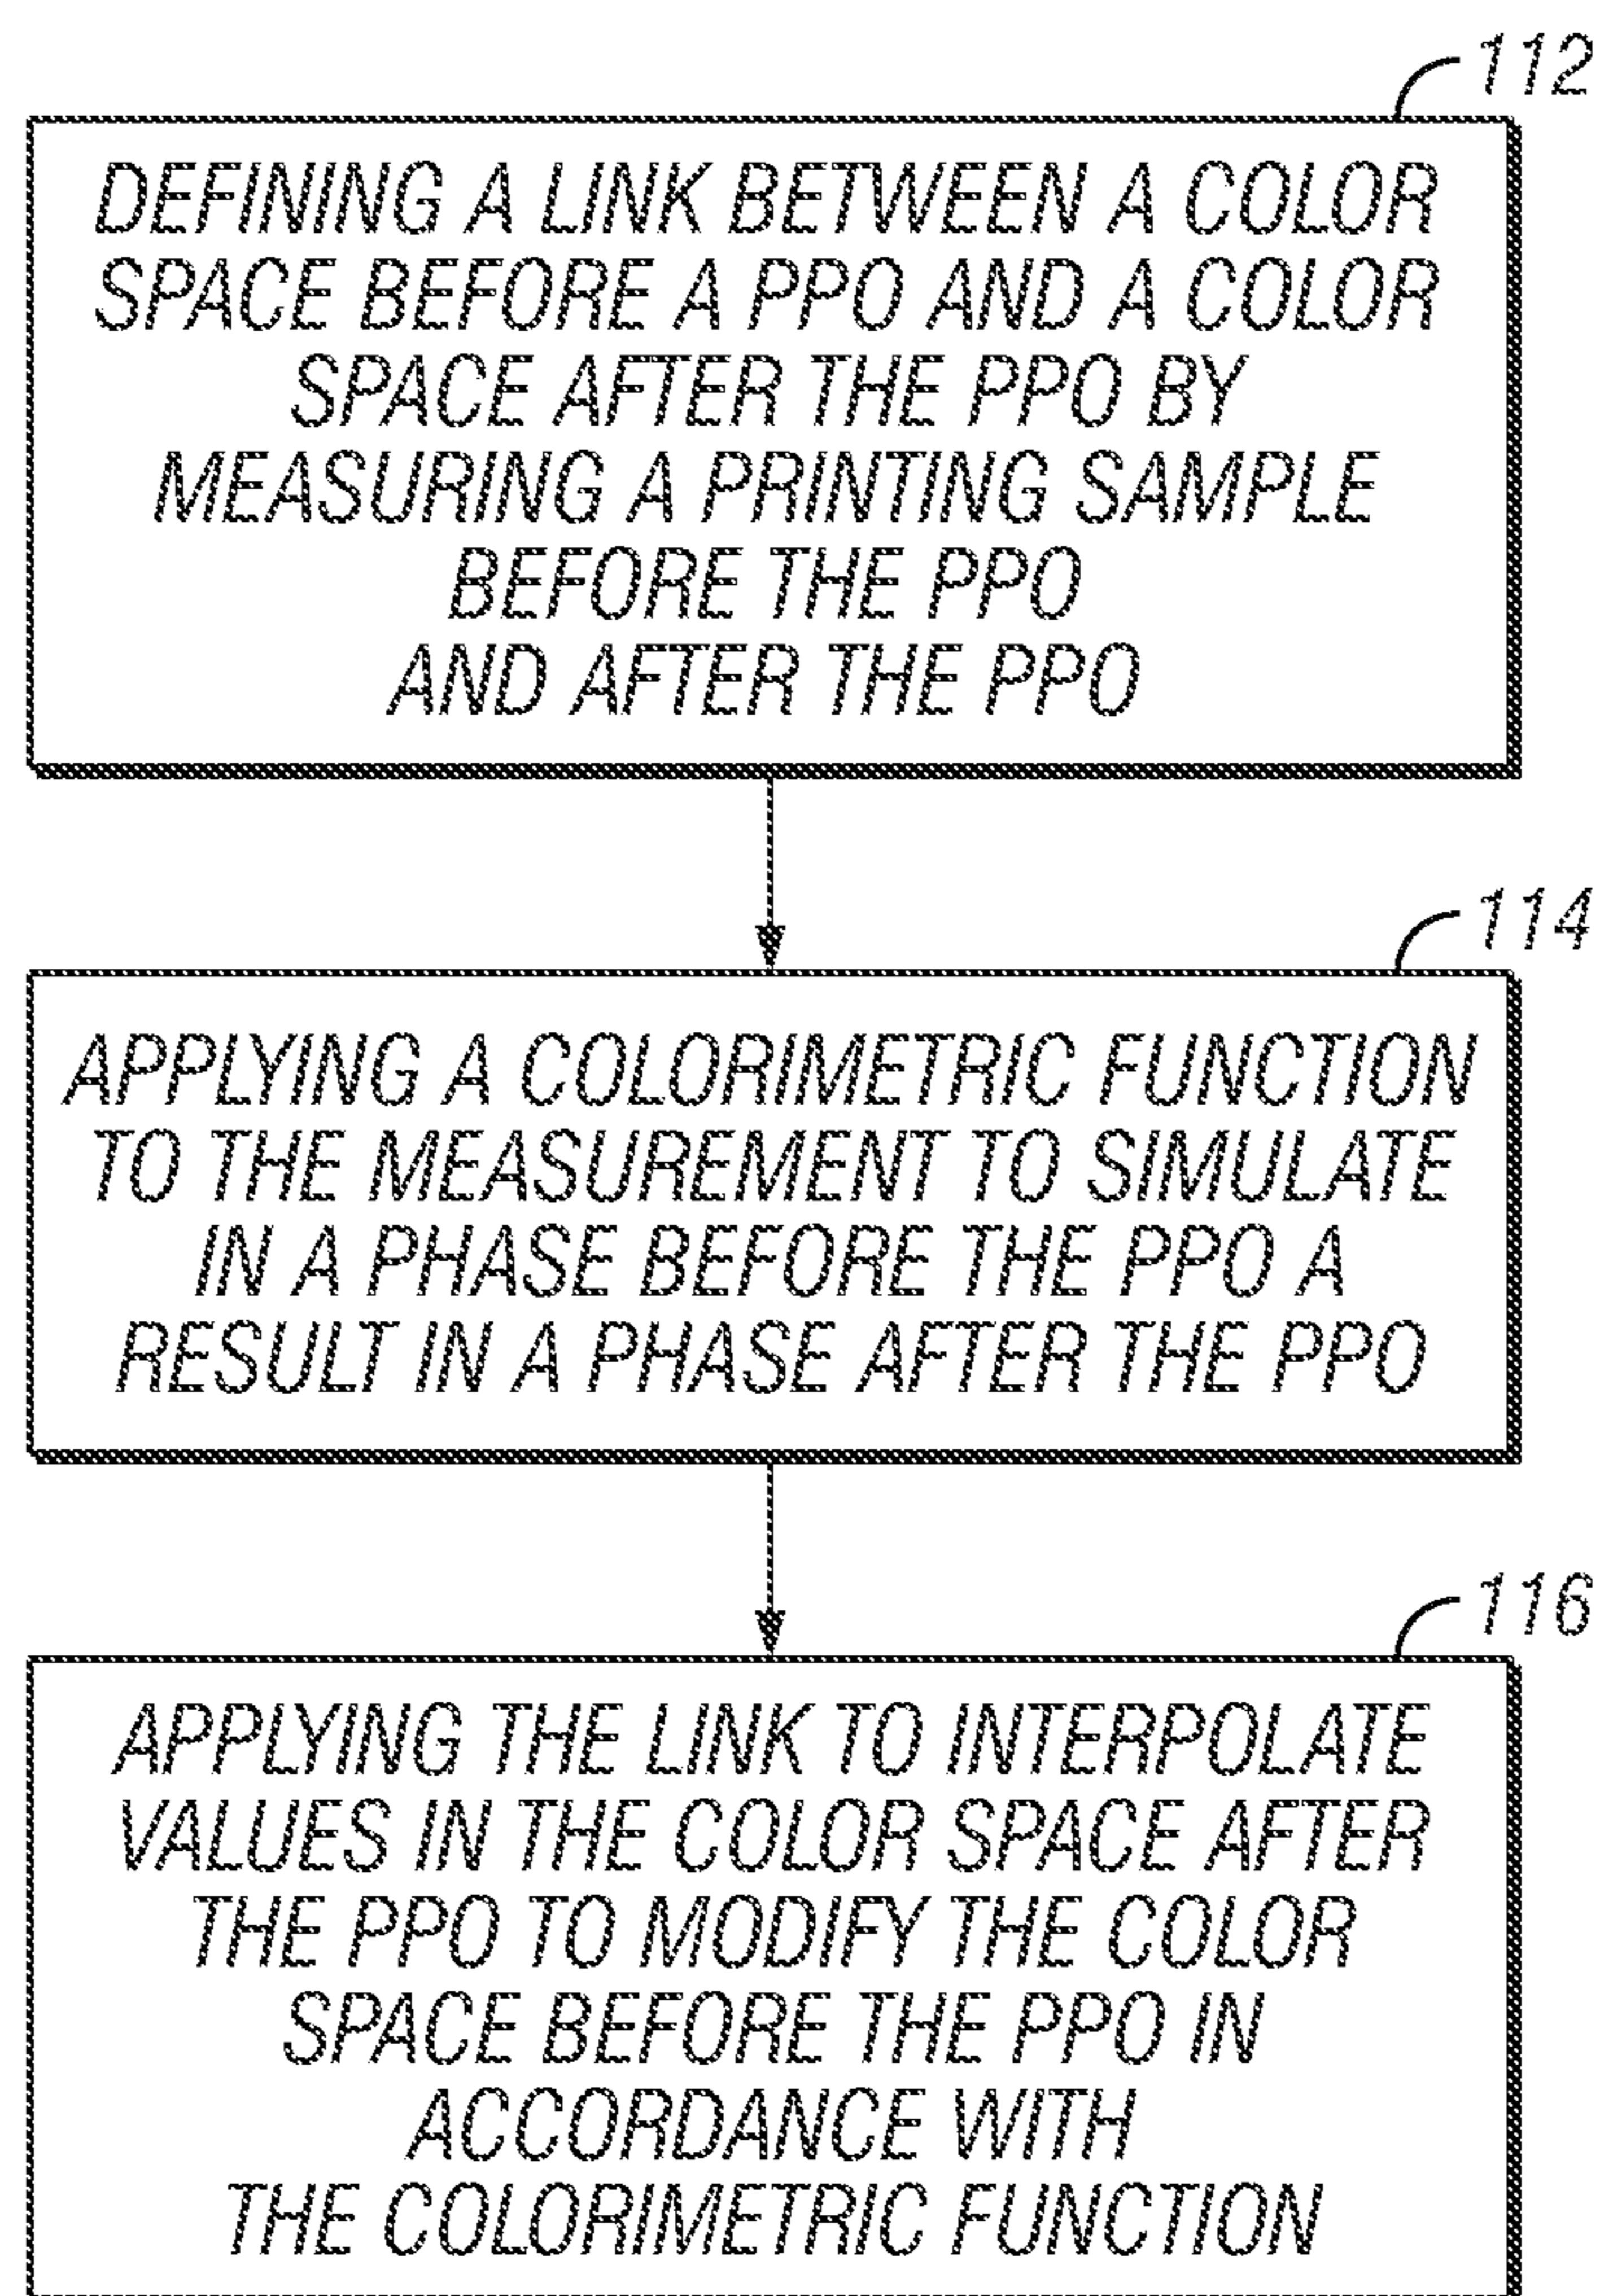 112
DEFINING A LINK BETWEEN A COLOR
SPACE BEFORE A PPO AND A COLOR
SPACE AFTER THE PPO BY
MEASURING A PRINTING SAMPLE
BEFORE THE PPO
AND AFTER THE PPO
114
APPLYING A COLORIMETRIC FUNCTION
TO THE MEASUREMENT TO SIMULATE
IN A PHASE BEFORE THE PPO A
RESULT IN A PHASE AFTER THE PPO
116
APPLYING THE LINK TO INTERPOLATE
VALUES IN THE COLOR SPACE AFTER
THE PPO TO MODIFY THE COLOR
SPACE BEFORE THE PPO IN
ACCORDANCE WITH
THE COLORIMETRIC FUNCTION